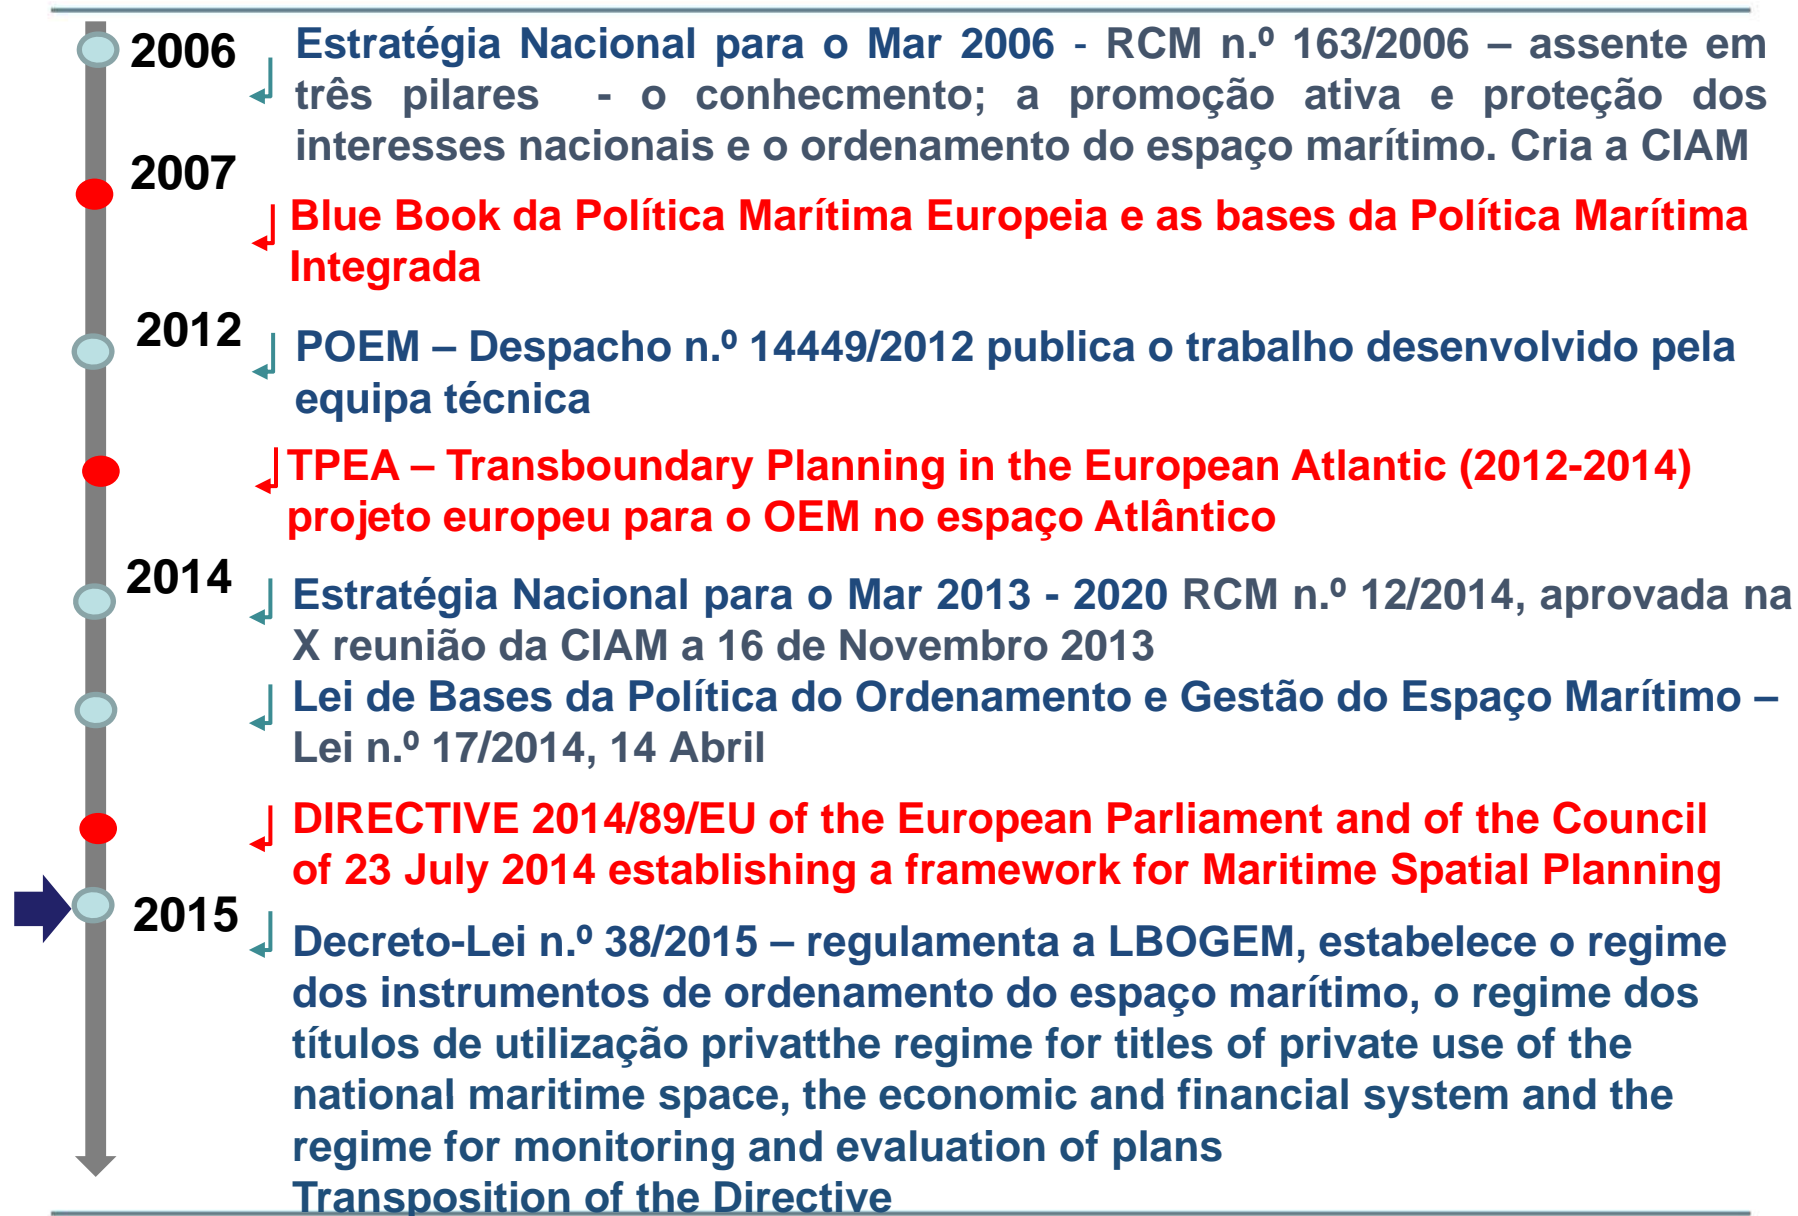 2006
Estratégia Nacional para o Mar 2006 - RCM n.º 163/2006 – assente em
três pilares - o conhecmento; a promoção ativa e proteção dos
interesses nacionais e o ordenamento do espaço marítimo. Cria a CIAM
2007
Blue Book da Política Marítima Europeia e as bases da Política Marítima
Integrada
2012
POEM – Despacho n.º 14449/2012 publica o trabalho desenvolvido pela
equipa técnica
TPEA – Transboundary Planning in the European Atlantic (2012-2014)
projeto europeu para o OEM no espaço Atlântico
2014
Estratégia Nacional para o Mar 2013 - 2020 RCM n.º 12/2014, aprovada na
X reunião da CIAM a 16 de Novembro 2013
Lei de Bases da Política do Ordenamento e Gestão do Espaço Marítimo –
Lei n.º 17/2014, 14 Abril
DIRECTIVE 2014/89/EU of the European Parliament and of the Council
of 23 July 2014 establishing a framework for Maritime Spatial Planning
2015
Decreto-Lei n.º 38/2015 – regulamenta a LBOGEM, estabelece o regime
dos instrumentos de ordenamento do espaço marítimo, o regime dos
títulos de utilização privatthe regime for titles of private use of the
national maritime space, the economic and financial system and the
regime for monitoring and evaluation of plans
Transposition of the Directive